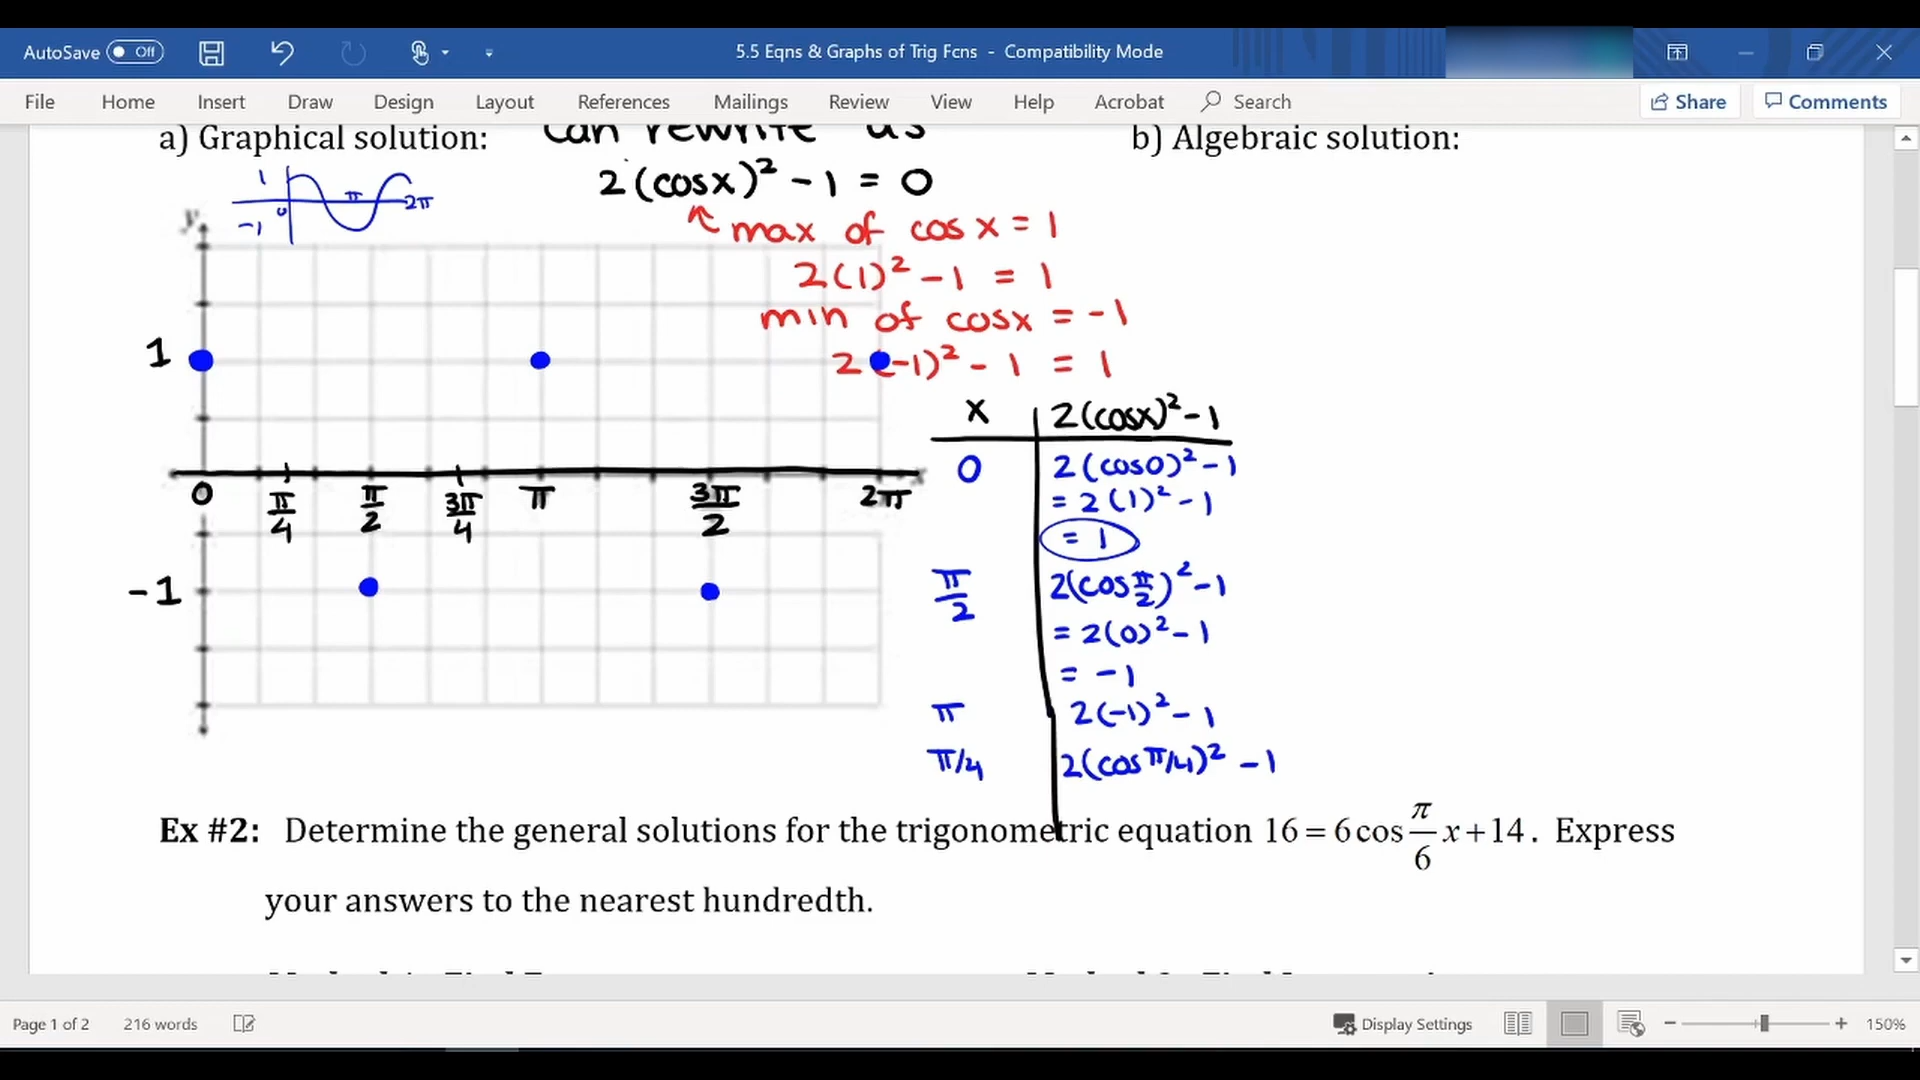 AutoSave Off 5.5 Eqns & Graphs of Trig Fcns - Compatibility Mode
File Home Insert Draw Design Layout References Mailings Review View Help Acrobat Search Share Comments
a) Graphical solution: can rewrite as b) Algebraic solution:
2(cosx)² - 1 = 0
1
0 π 2π
-1
y
max of cos x = 1
2(1)² - 1 = 1
min of cosx = -1
2(-1)² - 1 = 1
1
0 π/4 π/2 3π/4 π 3π/2 2π
-1
x 2(cosx)² - 1
0 2(cos0)² - 1
= 2(1)² - 1
= 1
π/2 2(cos π/2)² - 1
= 2(0)² - 1
= -1
π 2(-1)² - 1
π/4 2(cos π/4)² - 1
Ex #2: Determine the general solutions for the trigonometric equation 16 = 6 cos π/6 x + 14. Express
your answers to the nearest hundredth.
Page 1 of 2 216 words Display Settings 150%